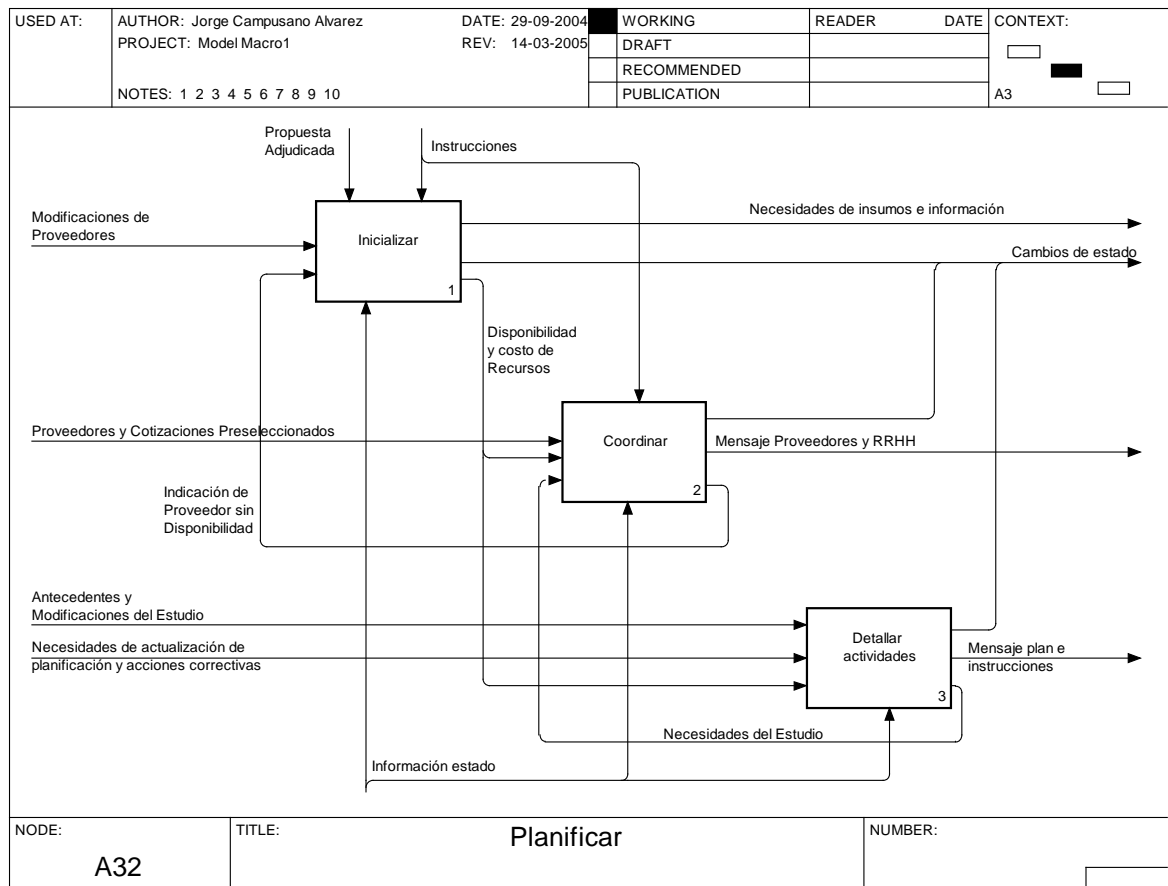 USED AT:
AUTHOR: Jorge Campusano Alvarez
DATE: 29-09-2004
PROJECT: Model Macro1
REV: 14-03-2005
NOTES: 1 2 3 4 5 6 7 8 9 10
WORKING
DRAFT
RECOMMENDED
PUBLICATION
READER DATE
CONTEXT:
A3
Propuesta
Adjudicada
Instrucciones
Modificaciones de
Proveedores
Inicializar
1
Necesidades de insumos e información
Cambios de estado
Disponibilidad
y costo de
Recursos
Proveedores y Cotizaciones Preseleccionados
Coordinar
2
Mensaje Proveedores y RRHH
Indicación de
Proveedor sin
Disponibilidad
Antecedentes y
Modificaciones del Estudio
Necesidades de actualización de
planificación y acciones correctivas
Detallar
actividades
3
Mensaje plan e
instrucciones
Necesidades del Estudio
Información estado
NODE:
A32
TITLE:
Planificar
NUMBER: